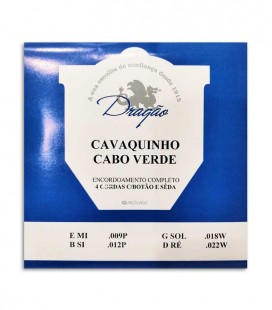 A sua escolha de confiança desde 1915
Dragão
CAVAQUINHO
CABO VERDE
ENCORDOAMENTO COMPLETO
4 CORDAS C/BOTÃO E SÊDA
E MI .009P G SOL .018W
B SI .012P D RÉ .022W